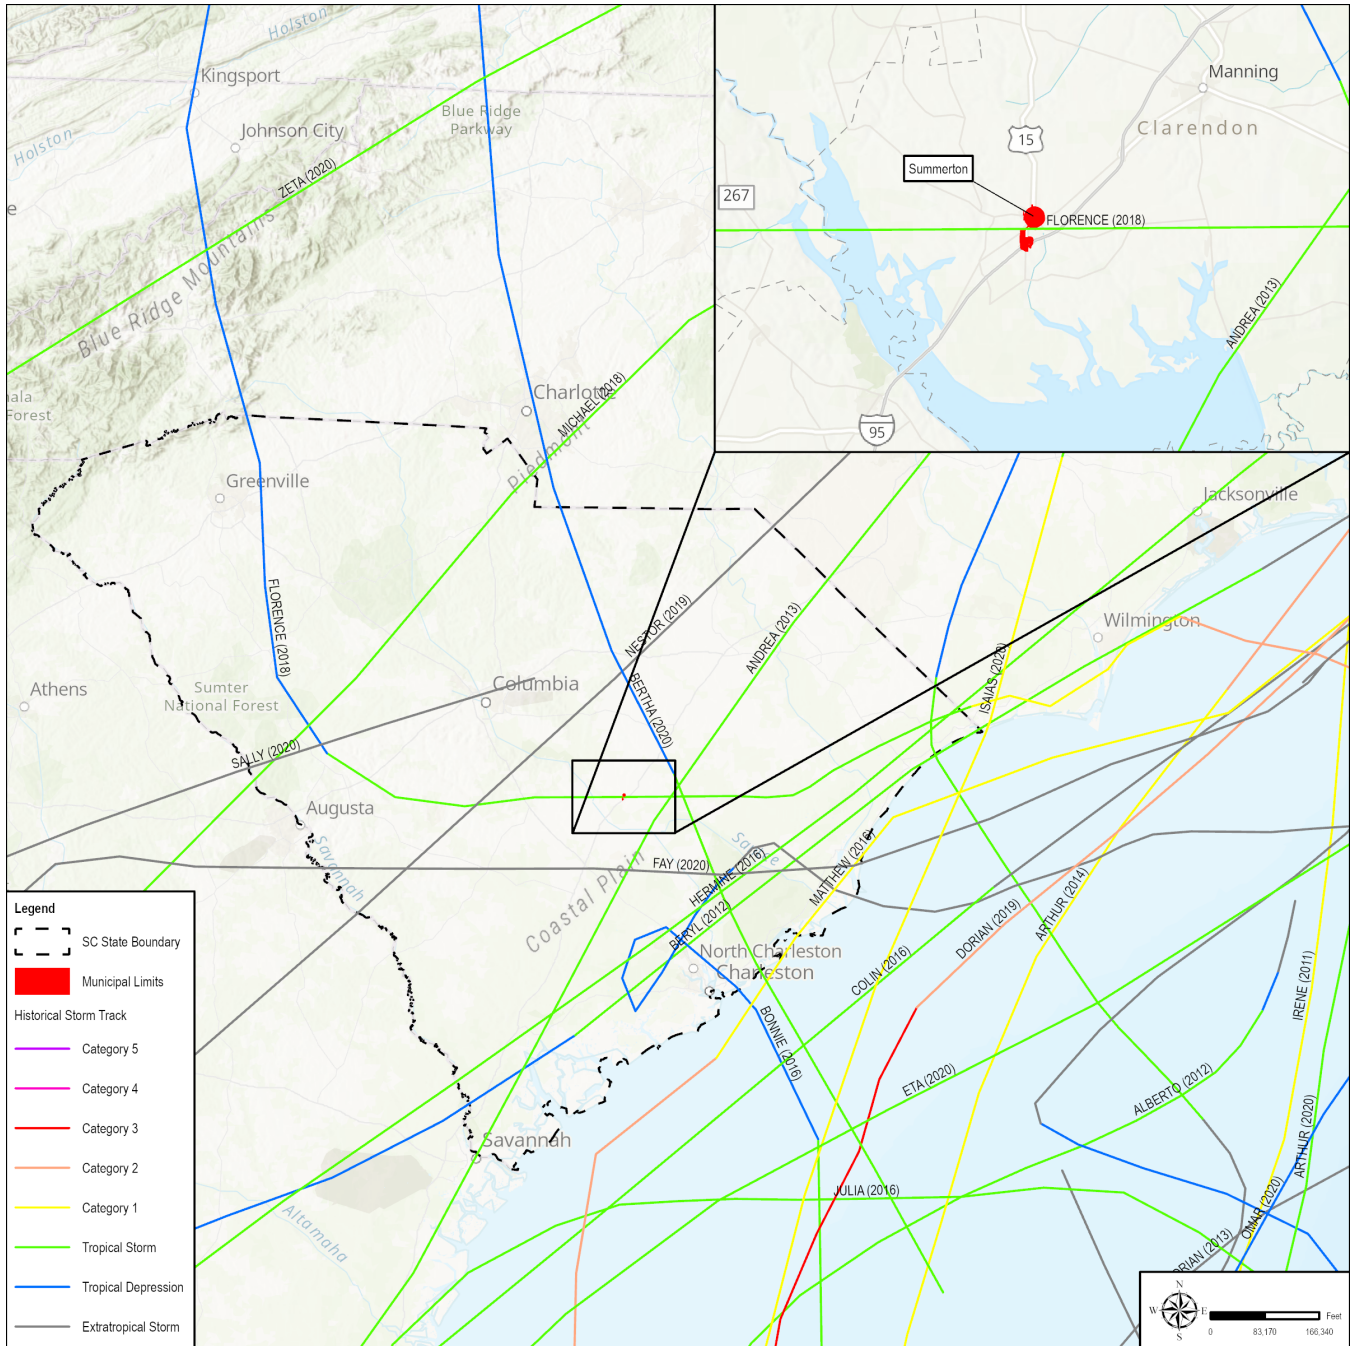 Holston
Kingsport
Johnson City
Blue Ridge
Parkway
Holston
ZETA (2020)
Blue Ridge Mountains
Manning
Clarendon
15
Summerton
267
FLORENCE (2018)
ANDREA (2013)
95
e
ala
Forest
Charlotte
MICHAEL (2018)
Piedmont
Greenville
Jacksonville
FLORENCE (2018)
NESTOR (2019)
ANDREA (2013)
Wilmington
ISAIAS (2020)
Athens
Sumter
National Forest
Columbia
BERTHA (2020)
SALLY (2020)
Augusta
Savannah
Santee
FAY (2020)
HERMINE (2016)
MATTHEW (2016)
Coastal Plain
BERYL (2012)
North Charleston
Charleston
COLIN (2016)
DORIAN (2019)
ARTHUR (2014)
IRENE (2011)
BONNIE (2016)
ETA (2020)
ALBERTO (2012)
ARTHUR (2020)
Savannah
JULIA (2016)
OMAR (2020)
Altamaha
ORIAN (2013)
Legend
SC State Boundary
Municipal Limits
Historical Storm Track
Category 5
Category 4
Category 3
Category 2
Category 1
Tropical Storm
Tropical Depression
Extratropical Storm
N
W E
S
Feet
0 83,170 166,340